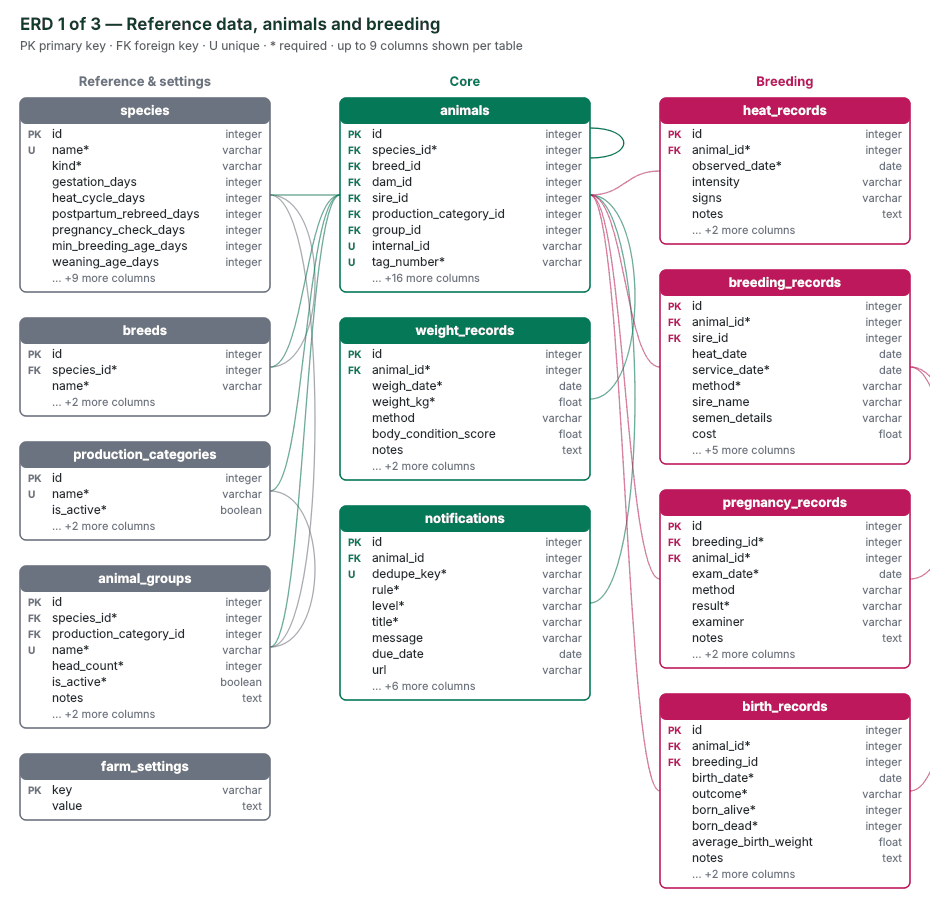 ERD 1 of 3 — Reference data, animals and breeding
PK primary key · FK foreign key · U unique · * required · up to 9 columns shown per table
Reference & settings
species
PK id integer
U name* varchar
kind* varchar
gestation_days integer
heat_cycle_days integer
postpartum_rebreed_days integer
pregnancy_check_days integer
min_breeding_age_days integer
weaning_age_days integer
... +9 more columns
breeds
PK id integer
FK species_id* integer
name* varchar
... +2 more columns
production_categories
PK id integer
U name* varchar
is_active* boolean
... +2 more columns
animal_groups
PK id integer
FK species_id* integer
FK production_category_id integer
U name* varchar
head_count* integer
is_active* boolean
notes text
... +2 more columns
farm_settings
PK key varchar
value text
Core
animals
PK id integer
FK species_id* integer
FK breed_id integer
FK dam_id integer
FK sire_id integer
FK production_category_id integer
FK group_id integer
U internal_id varchar
U tag_number* varchar
... +16 more columns
weight_records
PK id integer
FK animal_id* integer
weigh_date* date
weight_kg* float
method varchar
body_condition_score float
notes text
... +2 more columns
notifications
PK id integer
FK animal_id integer
U dedupe_key* varchar
rule* varchar
level* varchar
title* varchar
message varchar
due_date date
url varchar
... +6 more columns
Breeding
heat_records
PK id integer
FK animal_id* integer
observed_date* date
intensity varchar
signs varchar
notes text
... +2 more columns
breeding_records
PK id integer
FK animal_id* integer
FK sire_id integer
heat_date date
service_date* date
method* varchar
sire_name varchar
semen_details varchar
cost float
... +5 more columns
pregnancy_records
PK id integer
FK breeding_id* integer
FK animal_id* integer
exam_date* date
method varchar
result* varchar
examiner varchar
notes text
... +2 more columns
birth_records
PK id integer
FK animal_id* integer
FK breeding_id integer
birth_date* date
outcome* varchar
born_alive* integer
born_dead* integer
average_birth_weight float
notes text
... +2 more columns